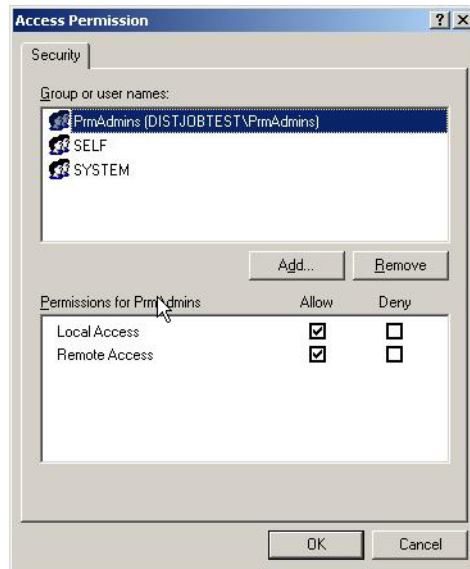 Access Permission
Security
Group or user names:
PrmAdmins (DISTJOBTEST\PrmAdmins)
SELF
SYSTEM
Add... Remove
Permissions for PrmAdmins Allow Deny
Local Access
Remote Access
OK Cancel